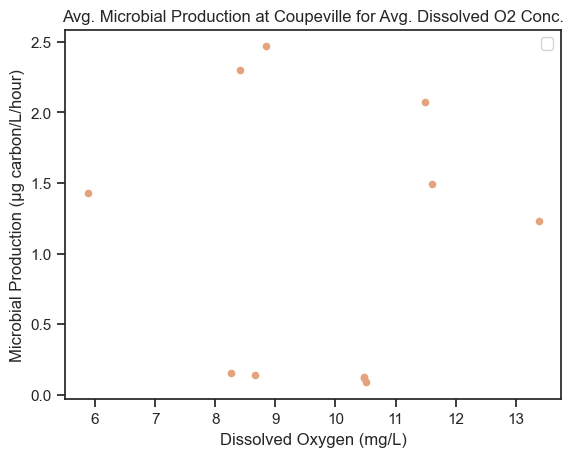 Avg. Microbial Production at Coupeville for Avg. Dissolved O2 Conc.
Microbial Production (µg carbon/L/hour)
2.5
2.0
1.5
1.0
0.5
0.0
6 7 8 9 10 11 12 13
Dissolved Oxygen (mg/L)